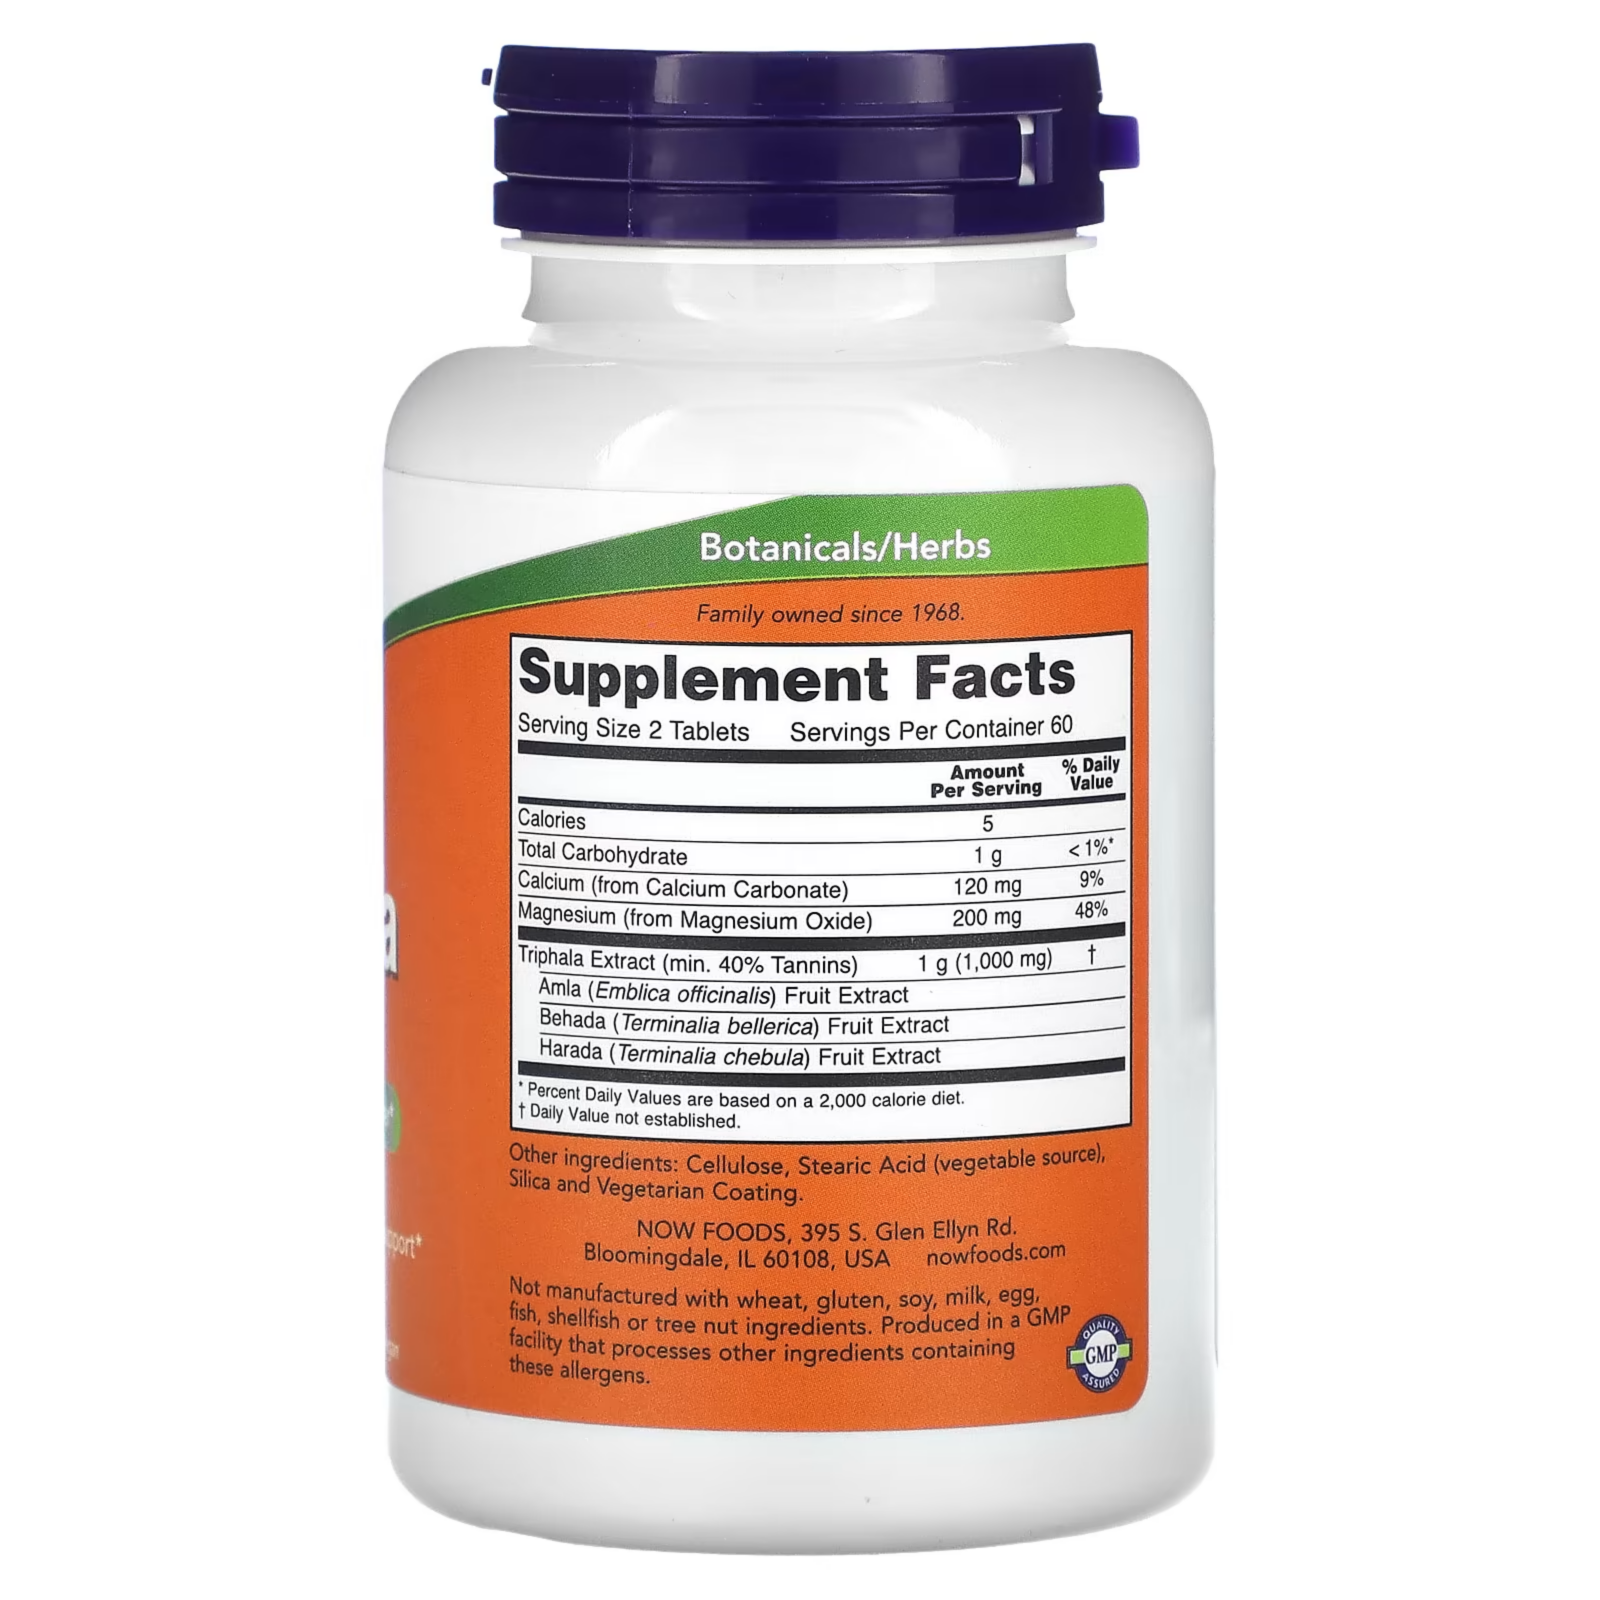 Botanicals/Herbs
Family owned since 1968.
Supplement Facts
Serving Size 2 Tablets Servings Per Container 60
Amount Per Serving % Daily Value
Calories 5
Total Carbohydrate 1 g < 1%*
Calcium (from Calcium Carbonate) 120 mg 9%
Magnesium (from Magnesium Oxide) 200 mg 48%
Triphala Extract (min. 40% Tannins) 1 g (1,000 mg) †
Amla (Emblica officinalis) Fruit Extract
Behada (Terminalia bellerica) Fruit Extract
Harada (Terminalia chebula) Fruit Extract
* Percent Daily Values are based on a 2,000 calorie diet.
† Daily Value not established.
Other ingredients: Cellulose, Stearic Acid (vegetable source),
Silica and Vegetarian Coating.
NOW FOODS, 395 S. Glen Ellyn Rd.
Bloomingdale, IL 60108, USA nowfoods.com
Not manufactured with wheat, gluten, soy, milk, egg,
fish, shellfish or tree nut ingredients. Produced in a GMP
facility that processes other ingredients containing
these allergens.
QUALITY
GMP
ASSURED